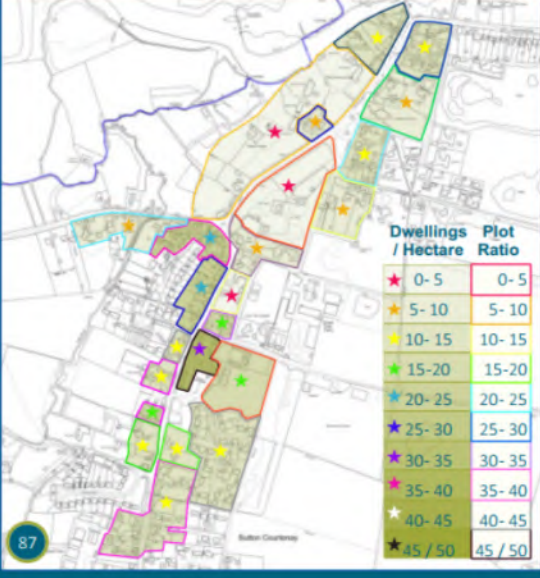 Dwellings / Hectare
Plot Ratio
0- 5 0- 5
5- 10 5- 10
10- 15 10- 15
15-20 15-20
20- 25 20- 25
25- 30 25- 30
30- 35 30- 35
35- 40 35- 40
40- 45 40- 45
45 / 50 45 / 50
Sutton Courtenay
87